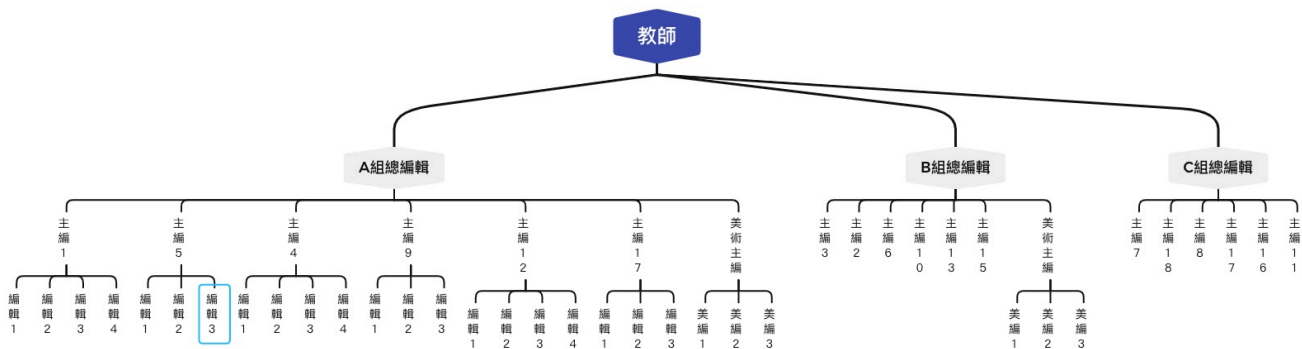 教師
A組總編輯
B組總編輯
C組總編輯
主編1
主編5
主編4
主編9
主編12
主編17
美術主編
主編3
主編2
主編6
主編10
主編13
主編15
美術主編
主編7
主編18
主編8
主編17
主編16
主編11
編輯1
編輯2
編輯3
編輯4
編輯1
編輯2
編輯3
編輯1
編輯2
編輯3
編輯4
編輯1
編輯2
編輯3
編輯1
編輯2
編輯3
編輯4
編輯1
編輯2
編輯3
美編1
美編2
美編3
美編1
美編2
美編3